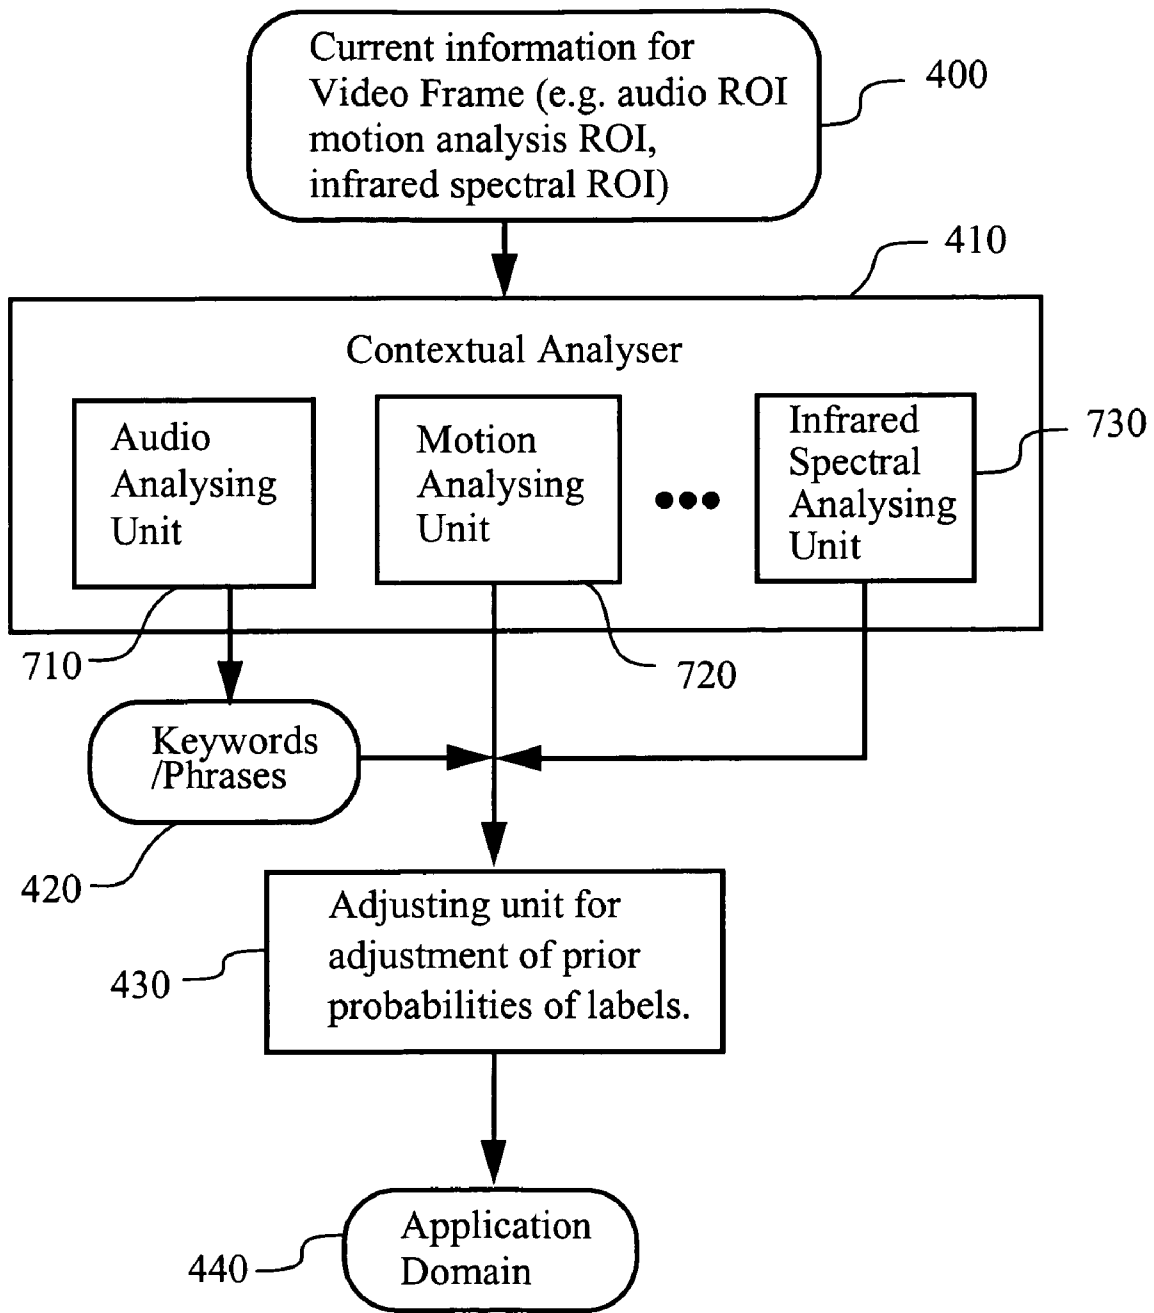 Current information for
Video Frame (e.g. audio ROI
motion analysis ROI,
infrared spectral ROI)
400
410
Contextual Analyser
Audio
Analysing
Unit
Motion
Analysing
Unit
Infrared
Spectral
Analysing
Unit
730
710
720
Keywords
/Phrases
420
Adjusting unit for
adjustment of prior
probabilities of labels.
430
Application
Domain
440